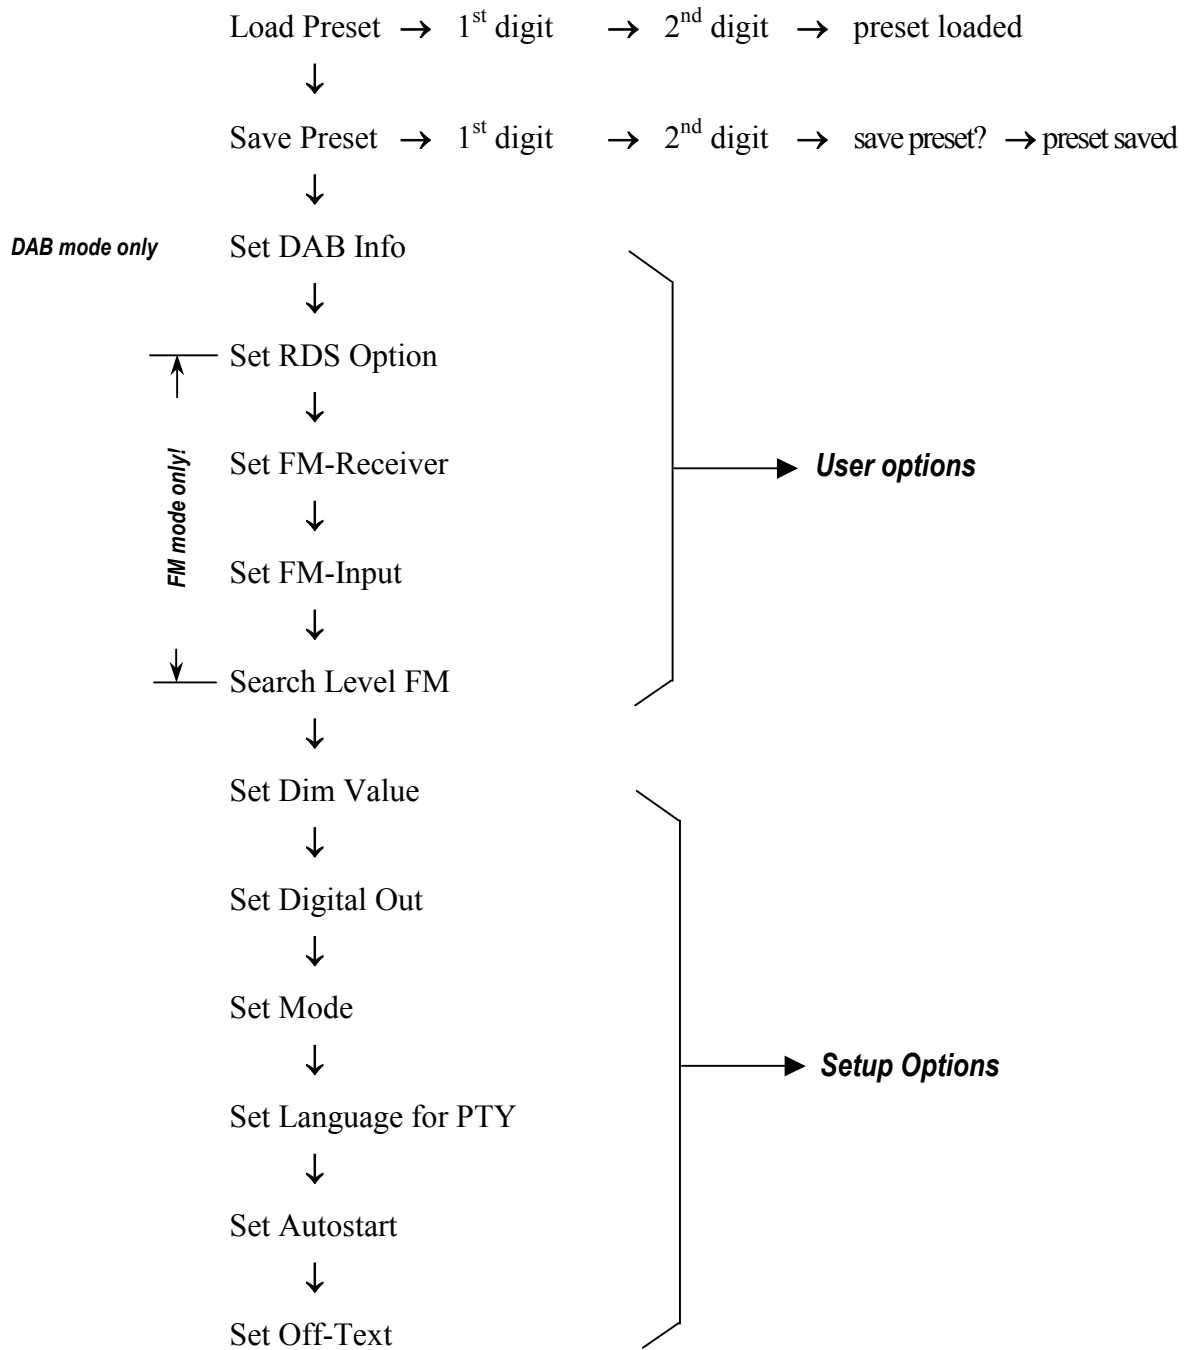 Load Preset → 1st digit → 2nd digit → preset loaded
↓
Save Preset → 1st digit → 2nd digit → save preset? → preset saved
↓
DAB mode only Set DAB Info
↓
Set RDS Option
↓
FM mode only!
Set FM-Receiver
User options
↓
Set FM-Input
↓
Search Level FM
↓
Set Dim Value
↓
Set Digital Out
↓
Set Mode
↓
Setup Options
Set Language for PTY
↓
Set Autostart
↓
Set Off-Text